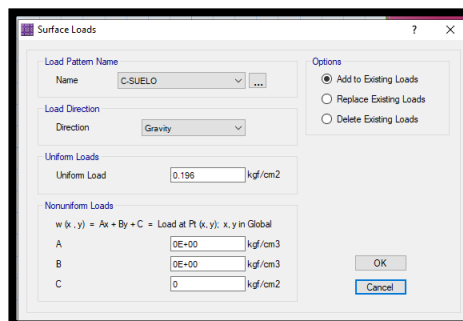 Surface Loads
? ×
Load Pattern Name
Name C-SUELO ...
Load Direction
Direction Gravity
Uniform Loads
Uniform Load 0.196 kgf/cm2
Nonuniform Loads
w (x , y) = Ax + By + C = Load at Pt (x, y); x, y in Global
A 0E+00 kgf/cm3
B 0E+00 kgf/cm3
C 0 kgf/cm2
Options
Add to Existing Loads
Replace Existing Loads
Delete Existing Loads
OK
Cancel